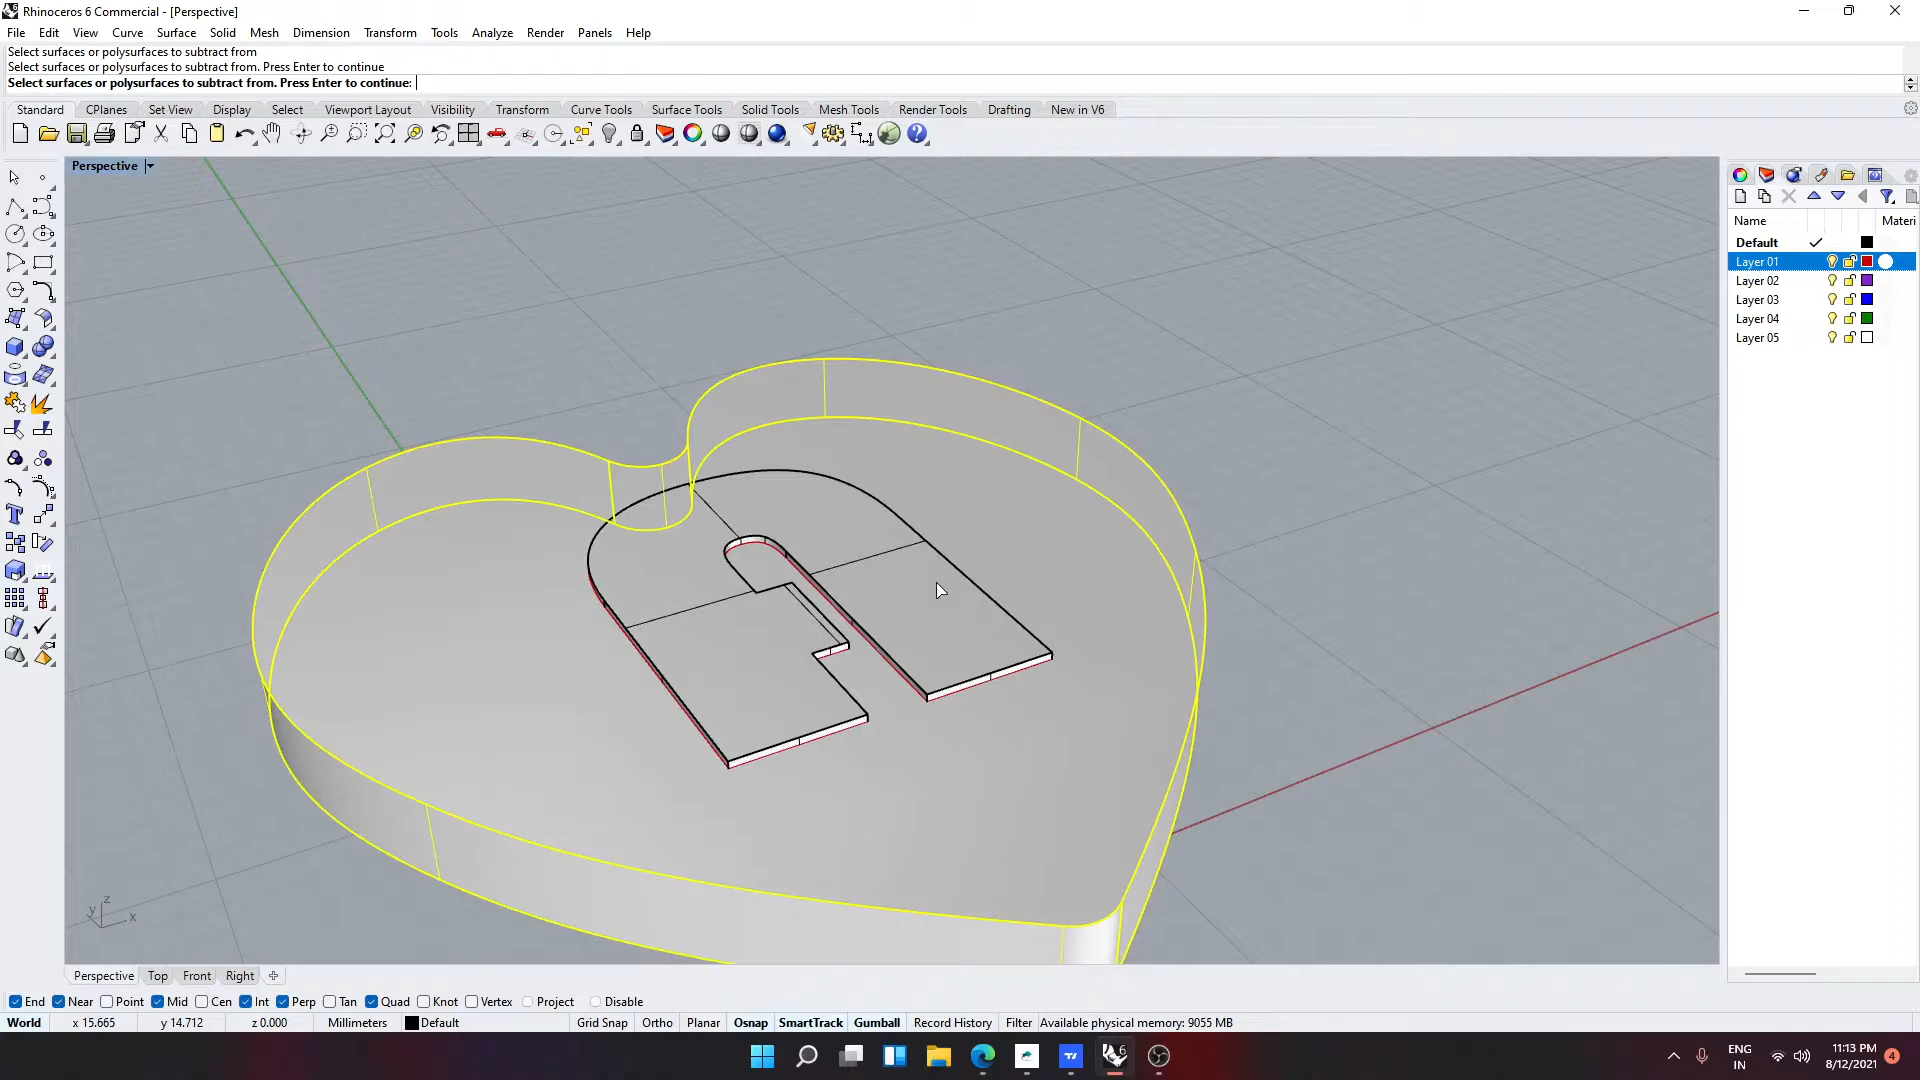 Rhinoceros 6 Commercial - [Perspective]
File Edit View Curve Surface Solid Mesh Dimension Transform Tools Analyze Render Panels Help
Select surfaces or polysurfaces to subtract from
Select surfaces or polysurfaces to subtract from. Press Enter to continue
Select surfaces or polysurfaces to subtract from. Press Enter to continue:
Standard CPlanes Set View Display Select Viewport Layout Visibility Transform Curve Tools Surface Tools Solid Tools Mesh Tools Render Tools Drafting New in V6
Perspective
Name Materi
Default
Layer 01
Layer 02
Layer 03
Layer 04
Layer 05
z
y
x
Perspective Top Front Right
End Near Point Mid Cen Int Perp Tan Quad Knot Vertex Project Disable
World x 15.665 y 14.712 z 0.000 Millimeters Default Grid Snap Ortho Planar Osnap SmartTrack Gumball Record History Filter Available physical memory: 9055 MB
ENG
IN
11:13 PM
8/12/2021
4